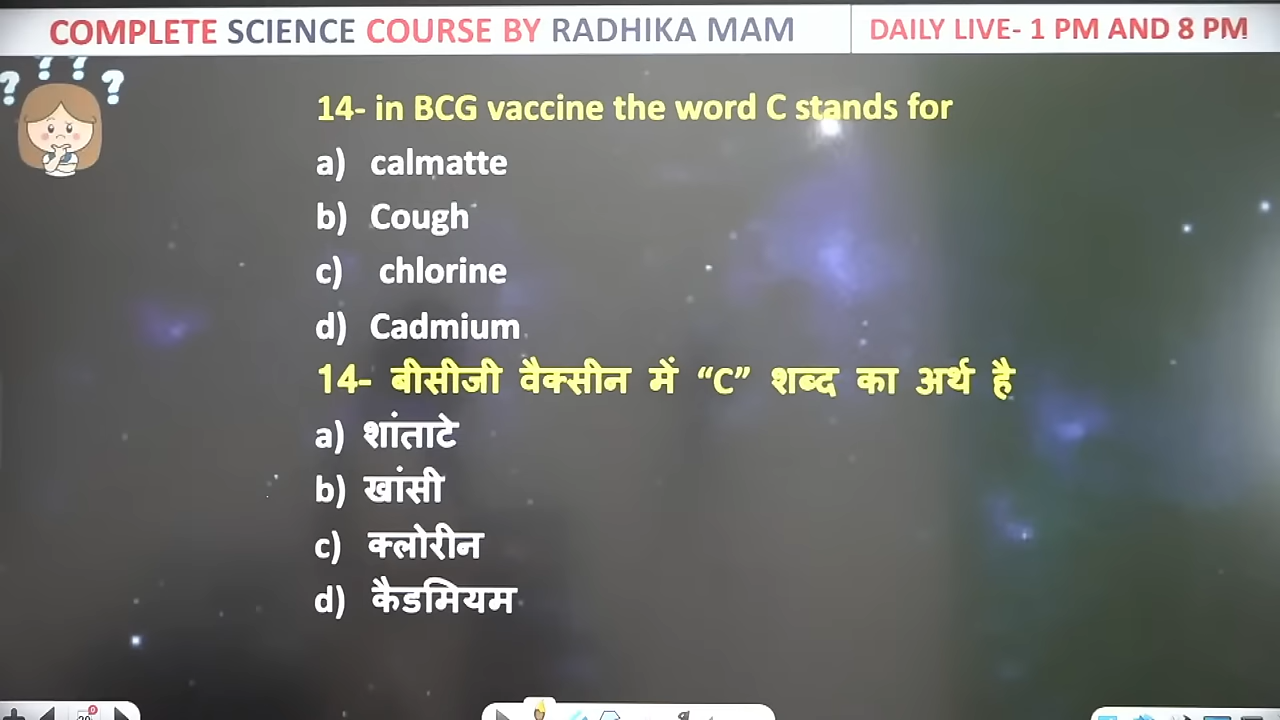 COMPLETE SCIENCE COURSE BY RADHIKA MAM
DAILY LIVE- 1 PM AND 8 PM
? ? ? ?
14- in BCG vaccine the word C stands for
a) calmatte
b) Cough
c) chlorine
d) Cadmium
14- बीसीजी वैक्सीन में “C” शब्द का अर्थ है
a) शांताटे
b) खांसी
c) क्लोरीन
d) कैडमियम